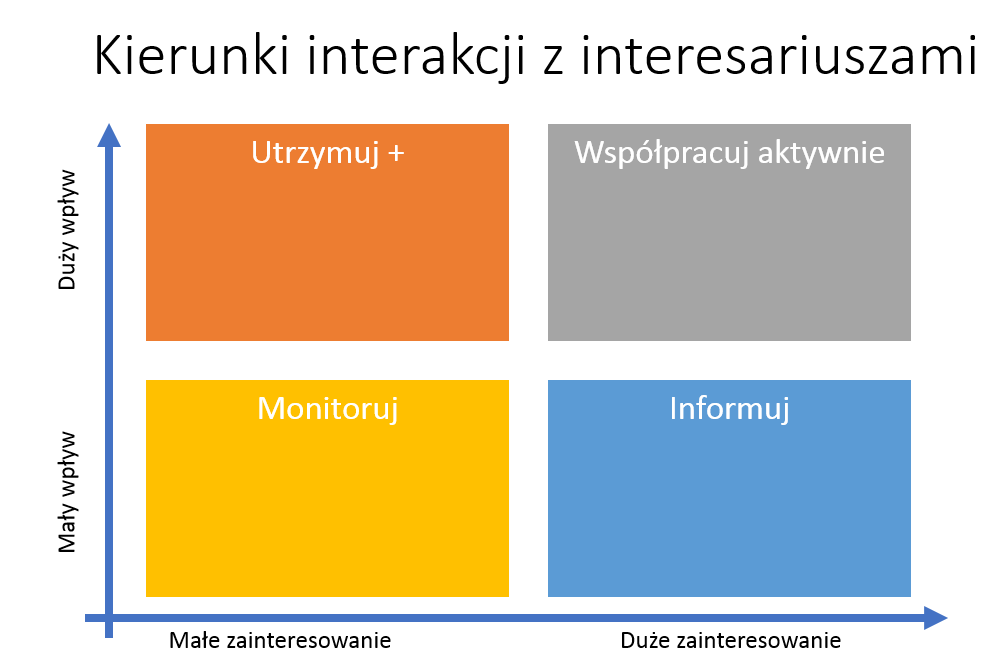 Kierunki interakcji z interesariuszami
Duży wpływ
Utrzymuj +
Współpracuj aktywnie
Mały wpływ
Monitoruj
Informuj
Małe zainteresowanie
Duże zainteresowanie